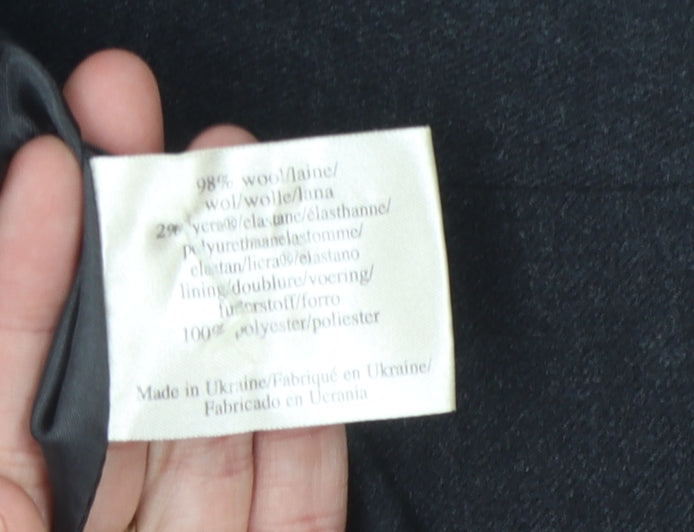 98% wool/laine/
wol/wolle/lana
2% lycra®/elastane/élasthanne/
polyurethaanelastomme/
elastan/licra®/elastano
lining/doublure/voering/
futterstoff/forro
100% polyester/poliester
Made in Ukraine/Fabriqué en Ukraine/
Fabricado en Ucrania